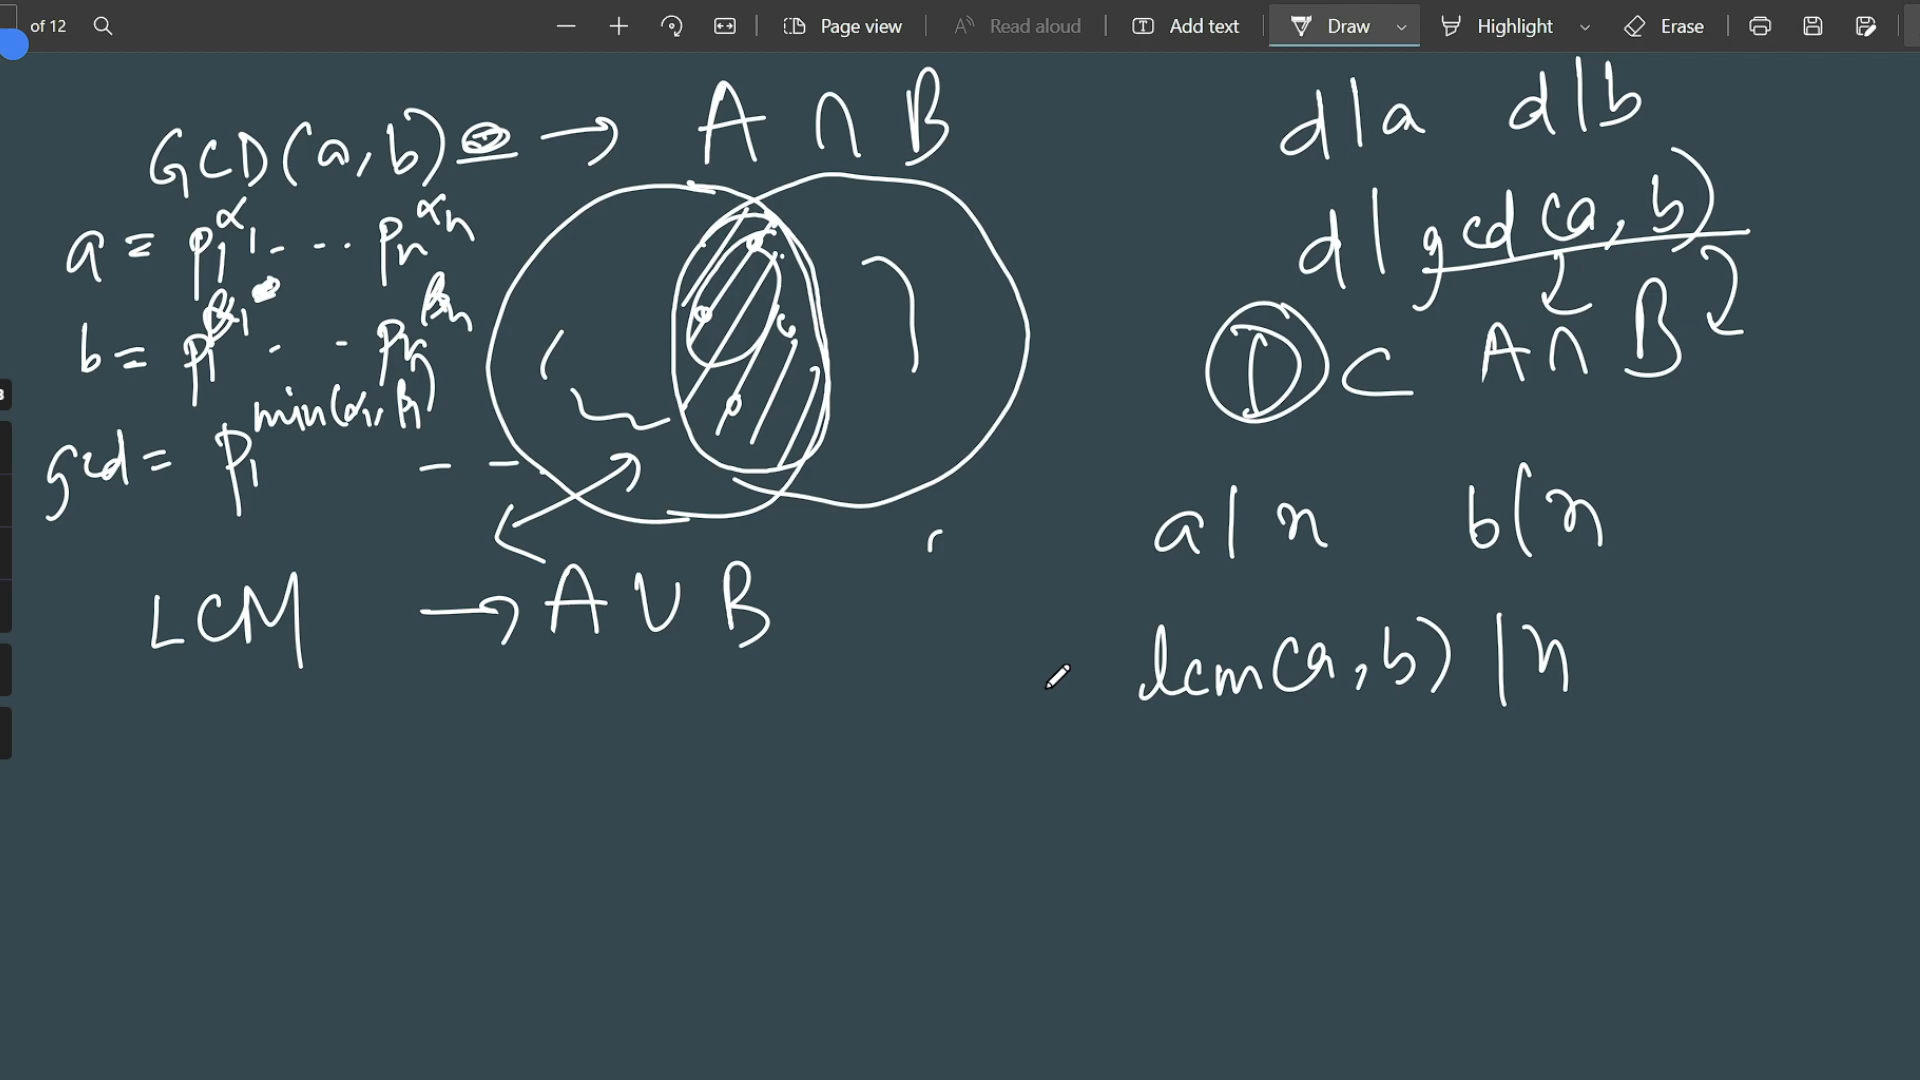 of 12 Page view Read aloud Add text Draw Highlight Erase
GCD(a,b) → A ∩ B
a = p₁^α₁ . ... pₙ^αₙ
b = p₁^β₁ . . pₙ^βₙ
gcd = p₁^min(α₁, β₁) - -
LCM → A ∪ B
d|a d|b
d|gcd(a, b)
D ⊂ A ∩ B
a|n b|n
lcm(a, b) |n